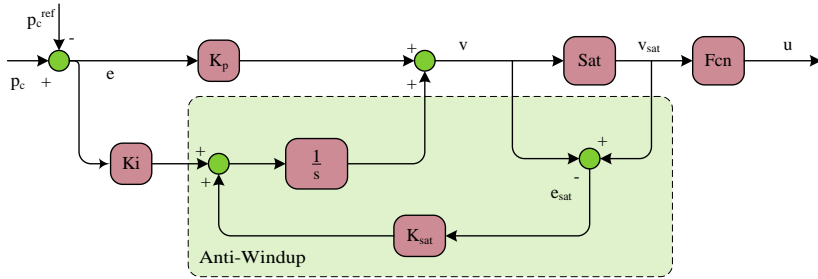 p_c^ref
-
p_c
+
e
K_p
+
+
v
Sat
v_sat
Fcn
u
Ki
+
+
1
s
+
-
e_sat
K_sat
Anti-Windup